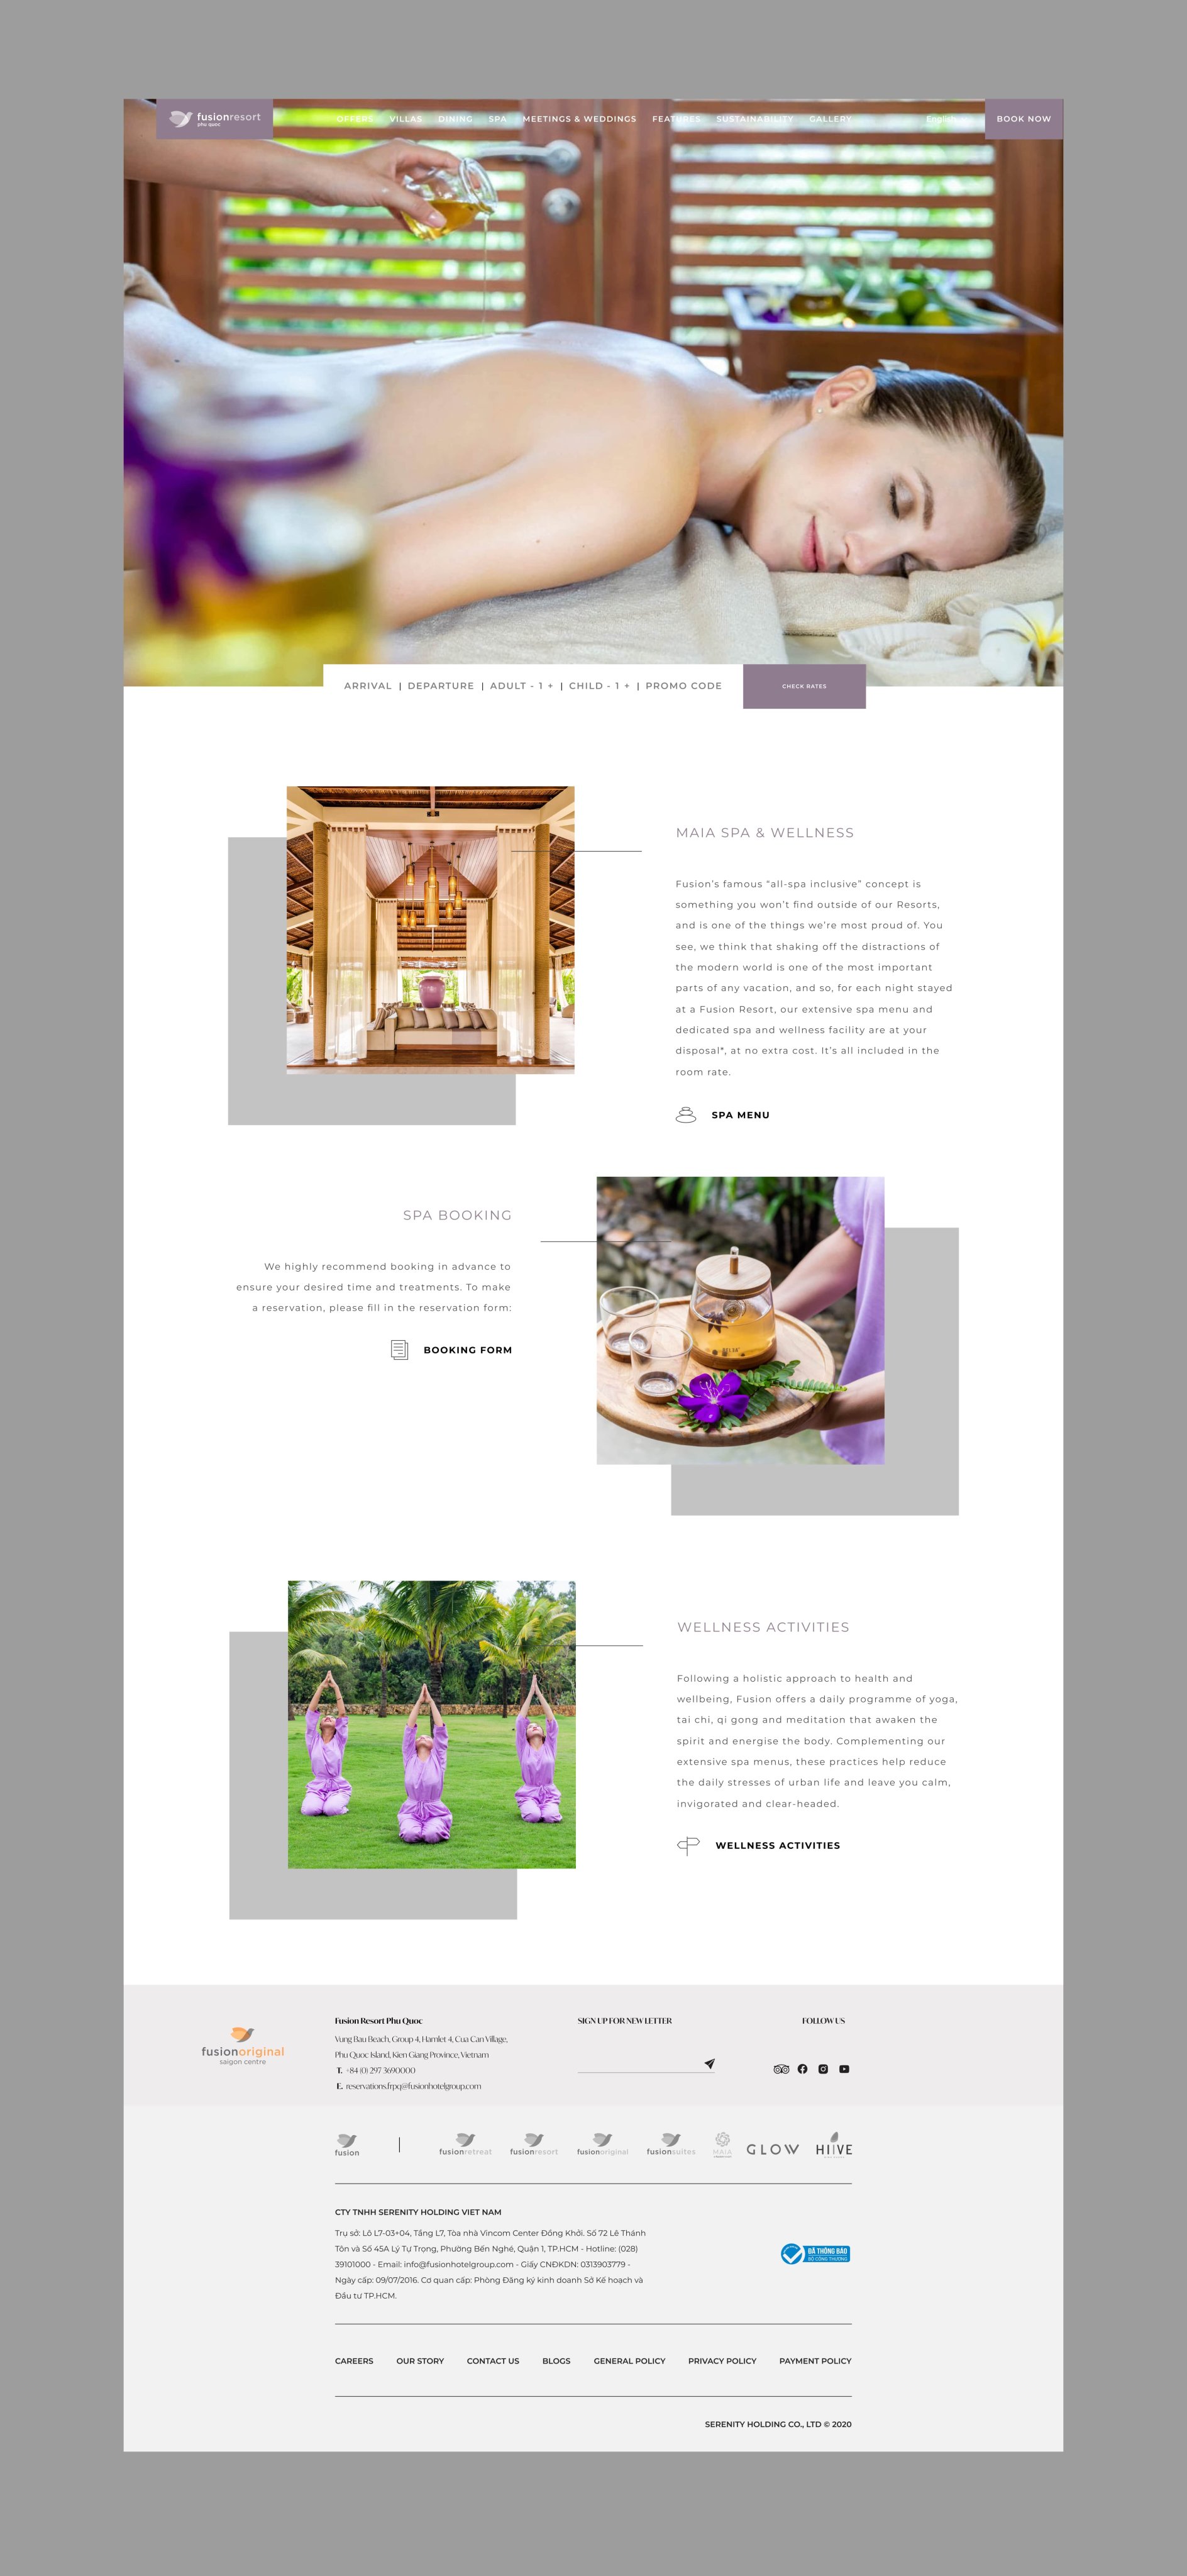 fusionresort
phu quoc
OFFERS VILLAS DINING SPA MEETINGS & WEDDINGS FEATURES SUSTAINABILITY GALLERY English BOOK NOW
ARRIVAL | DEPARTURE | ADULT - 1 + | CHILD - 1 + | PROMO CODE
CHECK RATES
MAIA SPA & WELLNESS
Fusion’s famous “all-spa inclusive” concept is
something you won’t find outside of our Resorts,
and is one of the things we’re most proud of. You
see, we think that shaking off the distractions of
the modern world is one of the most important
parts of any vacation, and so, for each night stayed
at a Fusion Resort, our extensive spa menu and
dedicated spa and wellness facility are at your
disposal*, at no extra cost. It’s all included in the
room rate.
SPA MENU
SPA BOOKING
We highly recommend booking in advance to
ensure your desired time and treatments. To make
a reservation, please fill in the reservation form:
BOOKING FORM
WELLNESS ACTIVITIES
Following a holistic approach to health and
wellbeing, Fusion offers a daily programme of yoga,
tai chi, qi gong and meditation that awaken the
spirit and energise the body. Complementing our
extensive spa menus, these practices help reduce
the daily stresses of urban life and leave you calm,
invigorated and clear-headed.
WELLNESS ACTIVITIES
fusionoriginal
saigon centre
Fusion Resort Phu Quoc
Vung Bau Beach, Group 4, Hamlet 4, Cua Can Village,
Phu Quoc Island, Kien Giang Province, Vietnam
T. +84 (0) 297 3690000
E. reservations.frpq@fusionhotelgroup.com
SIGN UP FOR NEW LETTER
FOLLOW US
fusion
fusionretreat fusionresort fusionoriginal fusionsuites MAIA GLOW HIIVE
CTY TNHH SERENITY HOLDING VIET NAM
Trụ sở: Lô L7-03+04, Tầng L7, Tòa nhà Vincom Center Đồng Khởi. Số 72 Lê Thánh
Tôn và Số 45A Lý Tự Trọng, Phường Bến Nghé, Quận 1, TP.HCM - Hotline: (028)
39101000 - Email: info@fusionhotelgroup.com - Giấy CNĐKDN: 0313903779 -
Ngày cấp: 09/07/2016. Cơ quan cấp: Phòng Đăng ký kinh doanh Sở Kế hoạch và
Đầu tư TP.HCM.
ĐÃ THÔNG BÁO
BỘ CÔNG THƯƠNG
CAREERS OUR STORY CONTACT US BLOGS GENERAL POLICY PRIVACY POLICY PAYMENT POLICY
SERENITY HOLDING CO., LTD © 2020